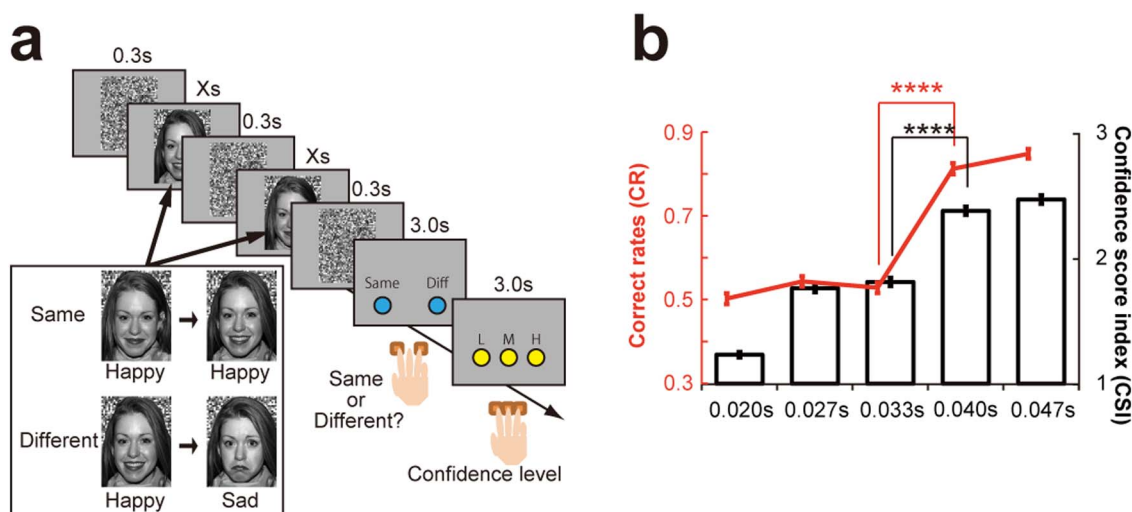 a
0.3s
Xs
0.3s
Xs
0.3s
3.0s
Same Diff
3.0s
L M H
Same → Happy → Happy
Different
Happy → Sad
Same
or
Different?
Confidence level
b
****
****
0.9
0.7
0.5
0.3
Correct rates (CR)
3
2
1
Confidence score index (CSI)
0.020s 0.027s 0.033s 0.040s 0.047s